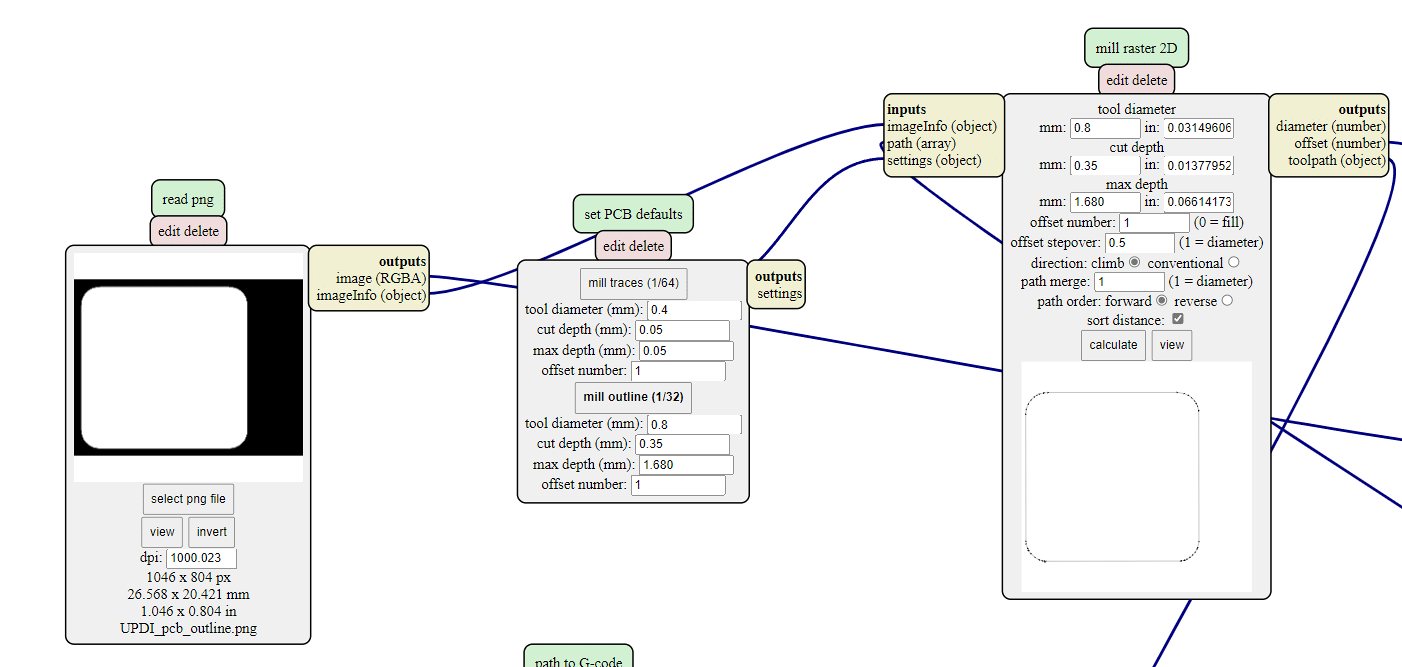 read png
edit delete
outputs
image (RGBA)
imageInfo (object)
select png file
view invert
dpi: 1000.023
1046 x 804 px
26.568 x 20.421 mm
1.046 x 0.804 in
UPDI_pcb_outline.png
set PCB defaults
edit delete
mill traces (1/64)
tool diameter (mm): 0.4
cut depth (mm): 0.05
max depth (mm): 0.05
offset number: 1
mill outline (1/32)
tool diameter (mm): 0.8
cut depth (mm): 0.35
max depth (mm): 1.680
offset number: 1
outputs
settings
path to G-code
mill raster 2D
edit delete
inputs
imageInfo (object)
path (array)
settings (object)
tool diameter
mm: 0.8 in: 0.03149606
cut depth
mm: 0.35 in: 0.01377952
max depth
mm: 1.680 in: 0.06614173
offset number: 1 (0 = fill)
offset stepover: 0.5 (1 = diameter)
direction: climb conventional
path merge: 1 (1 = diameter)
path order: forward reverse
sort distance:
calculate view
outputs
diameter (number)
offset (number)
toolpath (object)